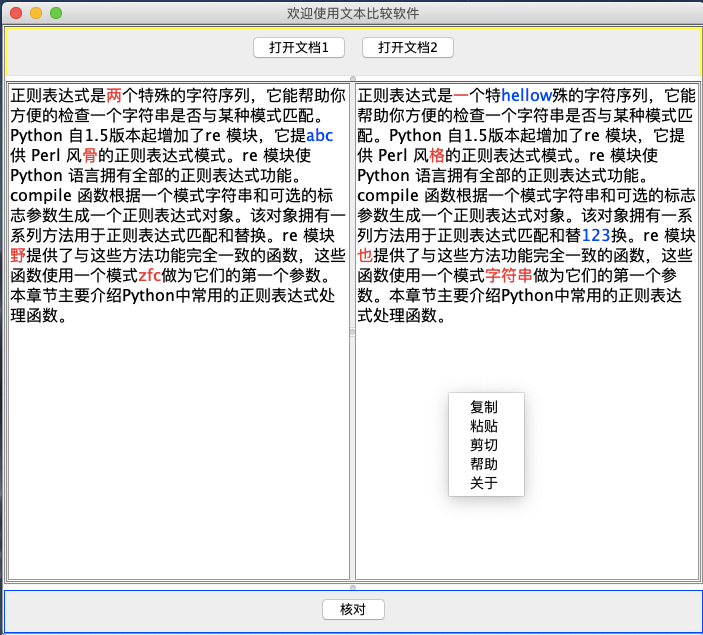 欢迎使用文本比较软件
打开文档1
打开文档2
正则表达式是两个特殊的字符序列，它能帮助你
方便的检查一个字符串是否与某种模式匹配。
Python 自1.5版本起增加了re 模块，它提abc
供 Perl 风骨的正则表达式模式。re 模块使
Python 语言拥有全部的正则表达式功能。
compile 函数根据一个模式字符串和可选的标
志参数生成一个正则表达式对象。该对象拥有一
系列方法用于正则表达式匹配和替换。re 模块
野提供了与这些方法功能完全一致的函数，这些
函数使用一个模式zfc做为它们的第一个参数。
本章节主要介绍Python中常用的正则表达式处
理函数。
正则表达式是一个特hellow殊的字符序列，它能
帮助你方便的检查一个字符串是否与某种模式匹
配。Python 自1.5版本起增加了re 模块，它提
供 Perl 风格的正则表达式模式。re 模块使
Python 语言拥有全部的正则表达式功能。
compile 函数根据一个模式字符串和可选的标志
参数生成一个正则表达式对象。该对象拥有一系
列方法用于正则表达式匹配和替123换。re 模块
也提供了与这些方法功能完全一致的函数，这些
函数使用一个模式字符串做为它们的第一个参
数。本章节主要介绍Python中常用的正则表达
式处理函数。
复制
粘贴
剪切
帮助
关于
核对